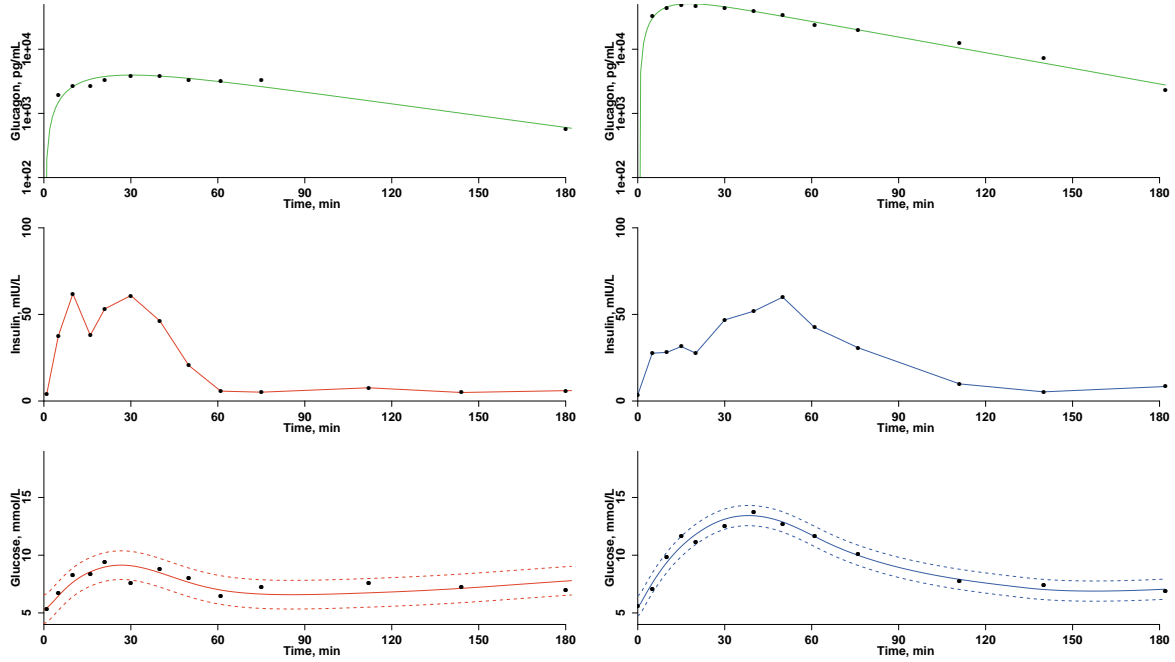 Glucagon, pg/mL
1e+04
1e+03
1e+02
0 30 60 90 120 150 180
Time, min
Glucagon, pg/mL
1e+04
1e+03
1e+02
0 30 60 90 120 150 180
Time, min
Insulin, mIU/L
100
50
0
0 30 60 90 120 150 180
Time, min
Insulin, mIU/L
100
50
0
0 30 60 90 120 150 180
Time, min
Glucose, mmol/L
15
10
5
0 30 60 90 120 150 180
Time, min
Glucose, mmol/L
15
10
5
0 30 60 90 120 150 180
Time, min